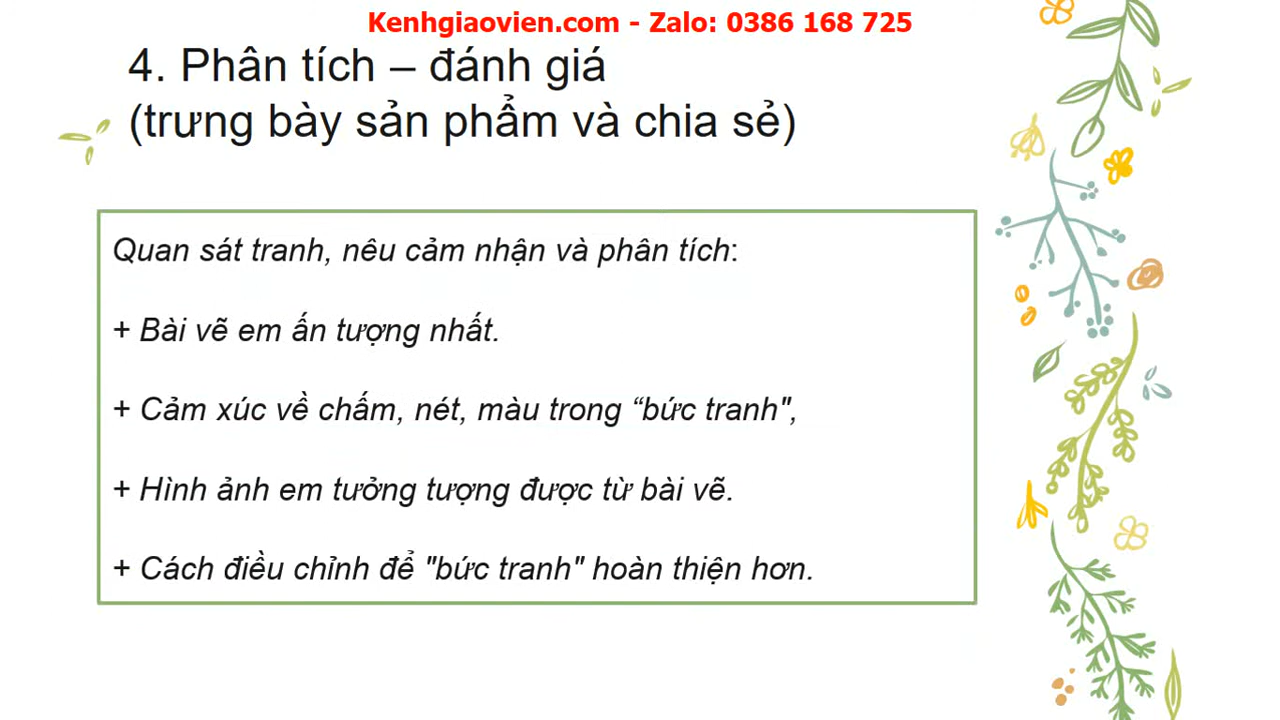 Kenhgiaovien.com - Zalo: 0386 168 725
4. Phân tích – đánh giá
(trưng bày sản phẩm và chia sẻ)
Quan sát tranh, nêu cảm nhận và phân tích:
+ Bài vẽ em ấn tượng nhất.
+ Cảm xúc về chấm, nét, màu trong “bức tranh",
+ Hình ảnh em tưởng tượng được từ bài vẽ.
+ Cách điều chỉnh để "bức tranh" hoàn thiện hơn.